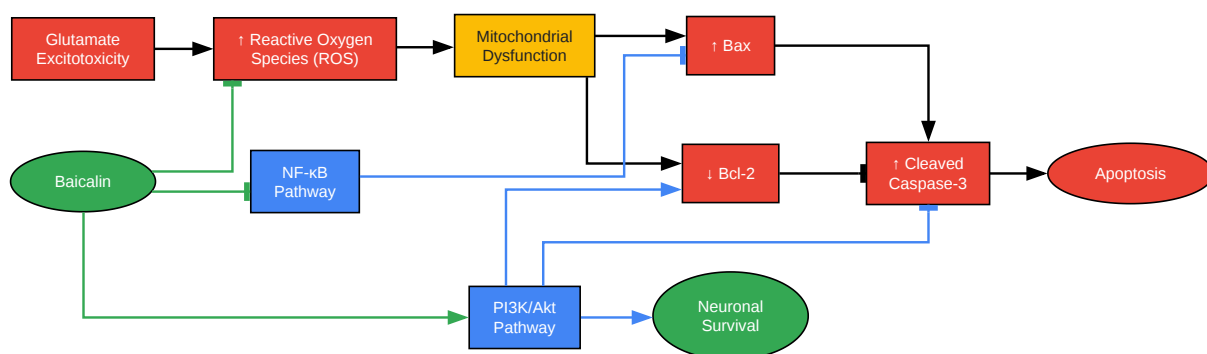 Glutamate
Excitotoxicity
↑ Reactive Oxygen
Species (ROS)
Mitochondrial
Dysfunction
↑ Bax
Baicalin
NF-κB
Pathway
↓ Bcl-2
↑ Cleaved
Caspase-3
Apoptosis
PI3K/Akt
Pathway
Neuronal
Survival